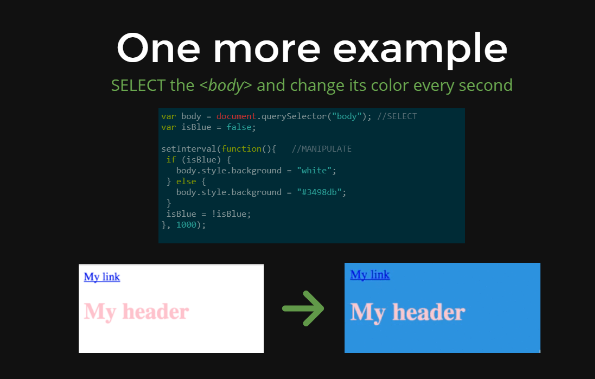 One more example
SELECT the <body> and change its color every second
var body = document.querySelector("body"); //SELECT
var isBlue = false;
setinterval(function(){   //MANIPULATE
if (isBlue) {
body.style.background = "white";
} else {
body.style.background = "#3498db";
}
isBlue = !isBlue;
}, 1000);
My link
My header
My link
My header